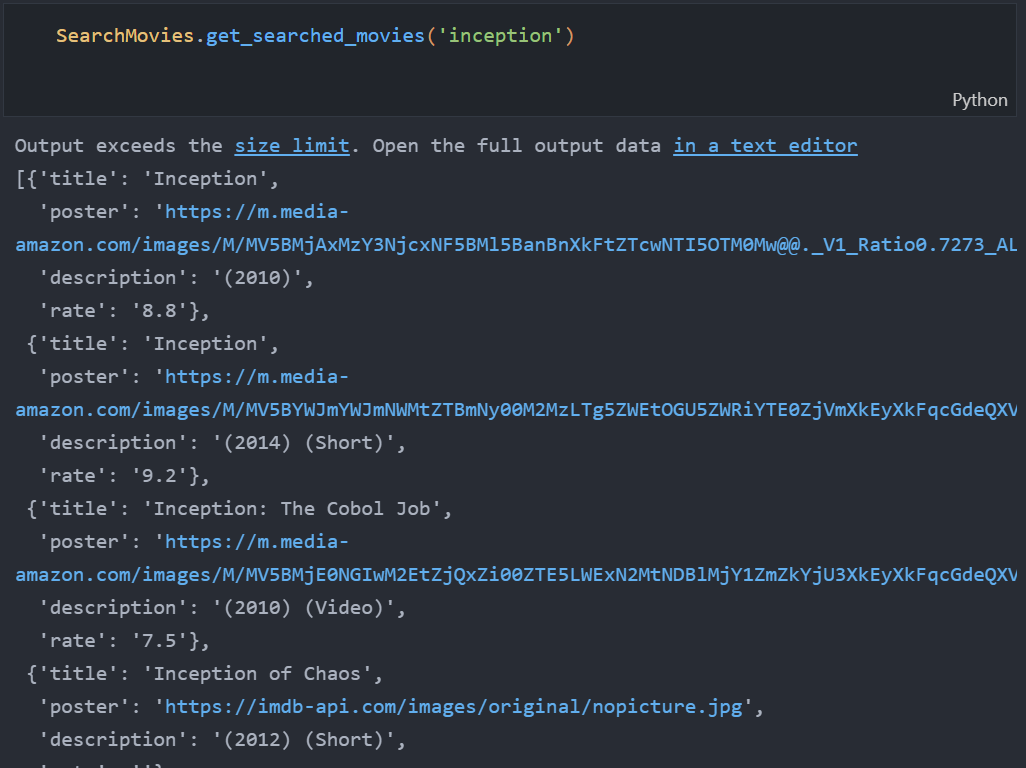 SearchMovies.get_searched_movies('inception')
Python
Output exceeds the size limit. Open the full output data in a text editor
[{'title': 'Inception',
'poster': 'https://m.media-
amazon.com/images/M/MV5BMjAxMzY3NjcxNF5BMl5BanBnXkFtZTcwNTI5OTM0Mw@@._V1_Ratio0.7273_AL
'description': '(2010)',
'rate': '8.8'},
{'title': 'Inception',
'poster': 'https://m.media-
amazon.com/images/M/MV5BYWJmYWJmNWMtZTBmNy00M2MzLTg5ZWEtOGU5ZWRiYTE0ZjVmXkEyXkFqcGdeQXV
'description': '(2014) (Short)',
'rate': '9.2'},
{'title': 'Inception: The Cobol Job',
'poster': 'https://m.media-
amazon.com/images/M/MV5BMjE0NGIwM2EtZjQxZi00ZTE5LWExN2MtNDBlMjY1ZmZkYjU3XkEyXkFqcGdeQXV
'description': '(2010) (Video)',
'rate': '7.5'},
{'title': 'Inception of Chaos',
'poster': 'https://imdb-api.com/images/original/nopicture.jpg',
'description': '(2012) (Short)',